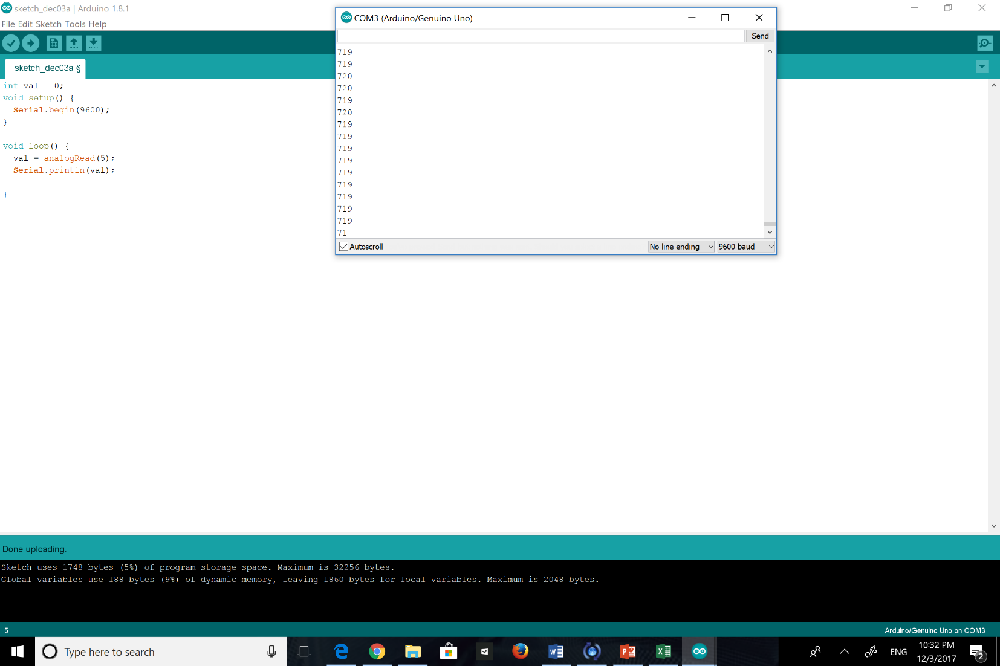 sketch_dec03a | Arduino 1.8.1
File Edit Sketch Tools Help
sketch_dec03a §
int val = 0;
void setup() {
  Serial.begin(9600);
}
void loop() {
  val = analogRead(5);
  Serial.println(val);
}
COM3 (Arduino/Genuino Uno)
Send
719
719
720
720
719
720
719
719
719
719
719
719
719
719
719
71
Autoscroll
No line ending
9600 baud
Done uploading.
Sketch uses 1748 bytes (5%) of program storage space. Maximum is 32256 bytes.
Global variables use 188 bytes (9%) of dynamic memory, leaving 1860 bytes for local variables. Maximum is 2048 bytes.
5
Arduino/Genuino Uno on COM3
Type here to search
ENG
10:32 PM
12/3/2017
2